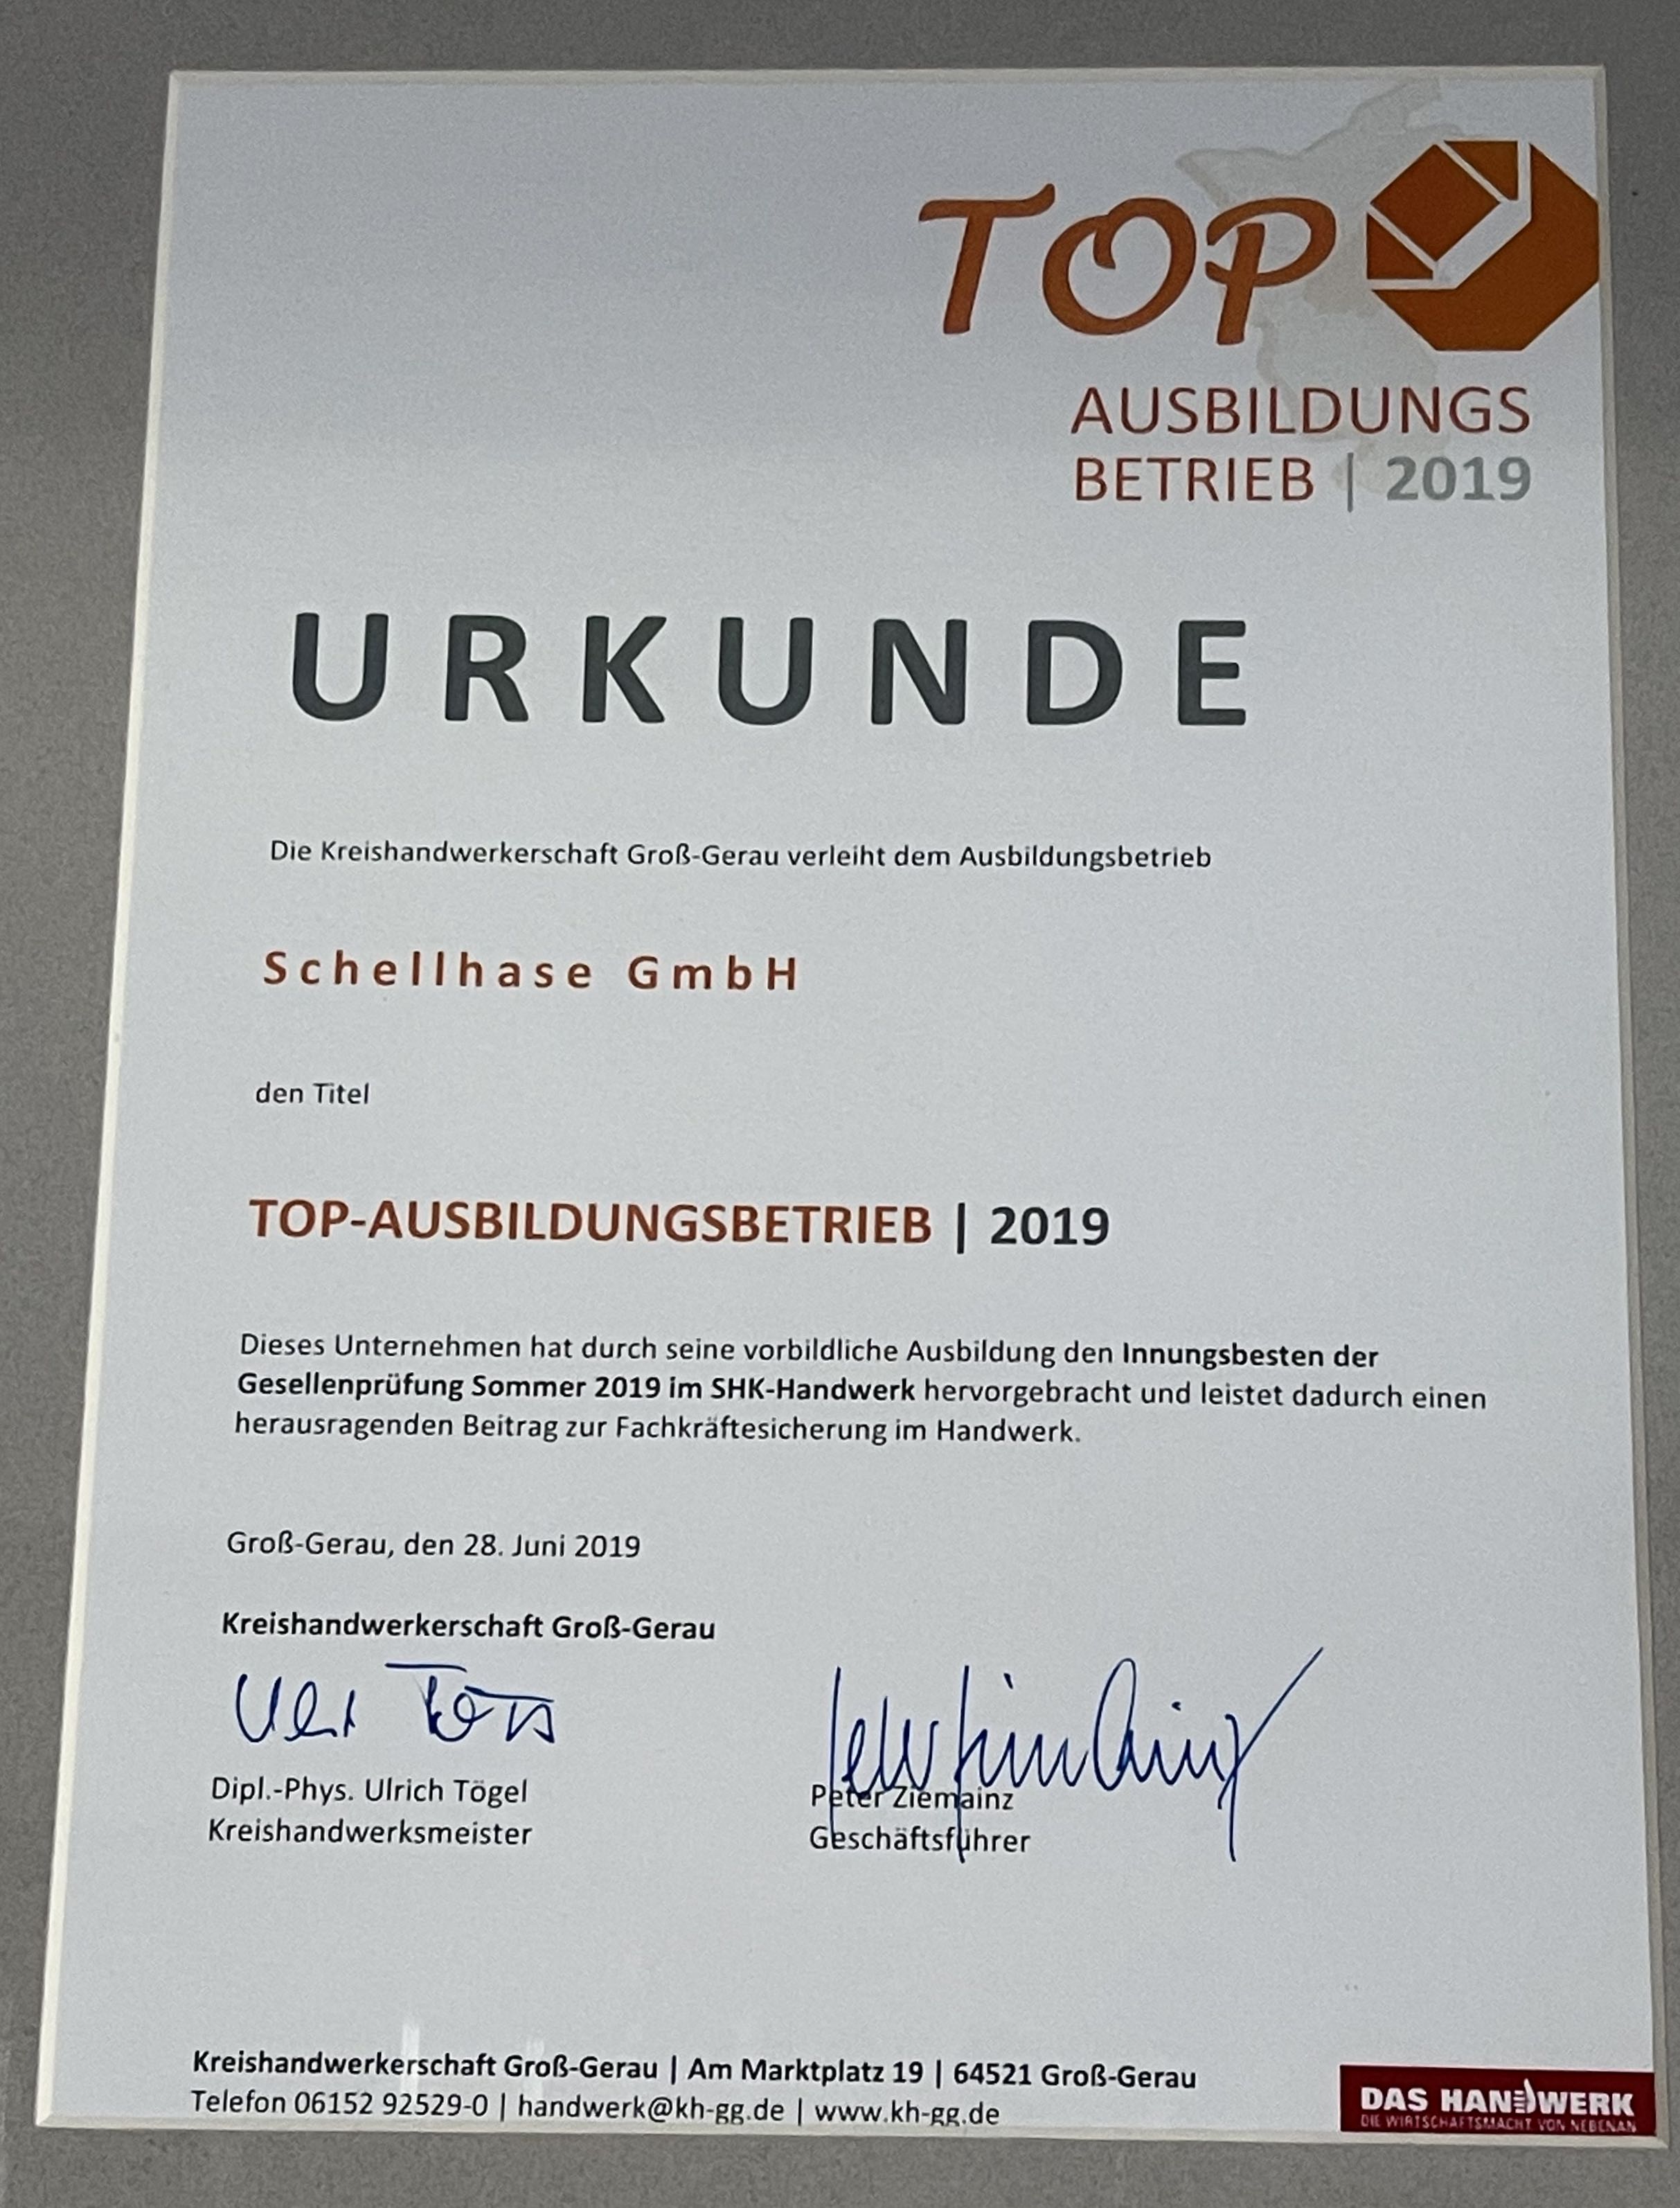 TOP
AUSBILDUNGS
BETRIEB | 2019
URKUNDE
Die Kreishandwerkerschaft Groß-Gerau verleiht dem Ausbildungsbetrieb
Schellhase GmbH
den Titel
TOP-AUSBILDUNGSBETRIEB | 2019
Dieses Unternehmen hat durch seine vorbildliche Ausbildung den Innungsbesten der
Gesellenprüfung Sommer 2019 im SHK-Handwerk hervorgebracht und leistet dadurch einen
herausragenden Beitrag zur Fachkräftesicherung im Handwerk.
Groß-Gerau, den 28. Juni 2019
Kreishandwerkerschaft Groß-Gerau
Dipl.-Phys. Ulrich Tögel
Kreishandwerksmeister
Peter Ziemainz
Geschäftsführer
Kreishandwerkerschaft Groß-Gerau | Am Marktplatz 19 | 64521 Groß-Gerau
Telefon 06152 92529-0 | handwerk@kh-gg.de | www.kh-gg.de
DAS HANDWERK
DIE WIRTSCHAFTSMACHT VON NEBENAN